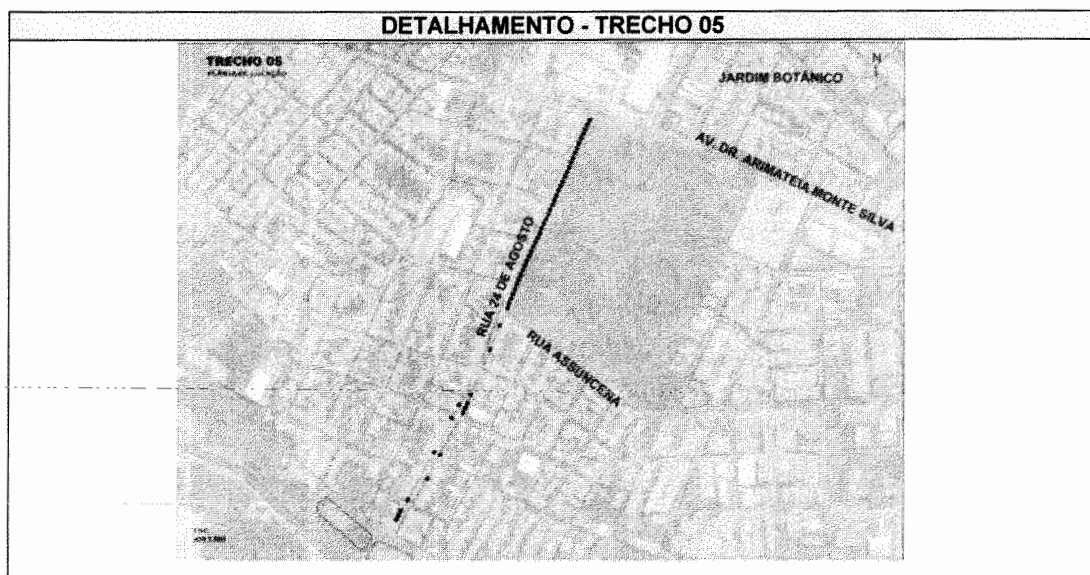 DETALHAMENTO - TRECHO 05
TRECHO 05
N
JARDIM BOTÂNICO
AV. DR. ARIMATEIA MONTE SILVA
RUA 24 DE AGOSTO
RUA ASSUNCENA